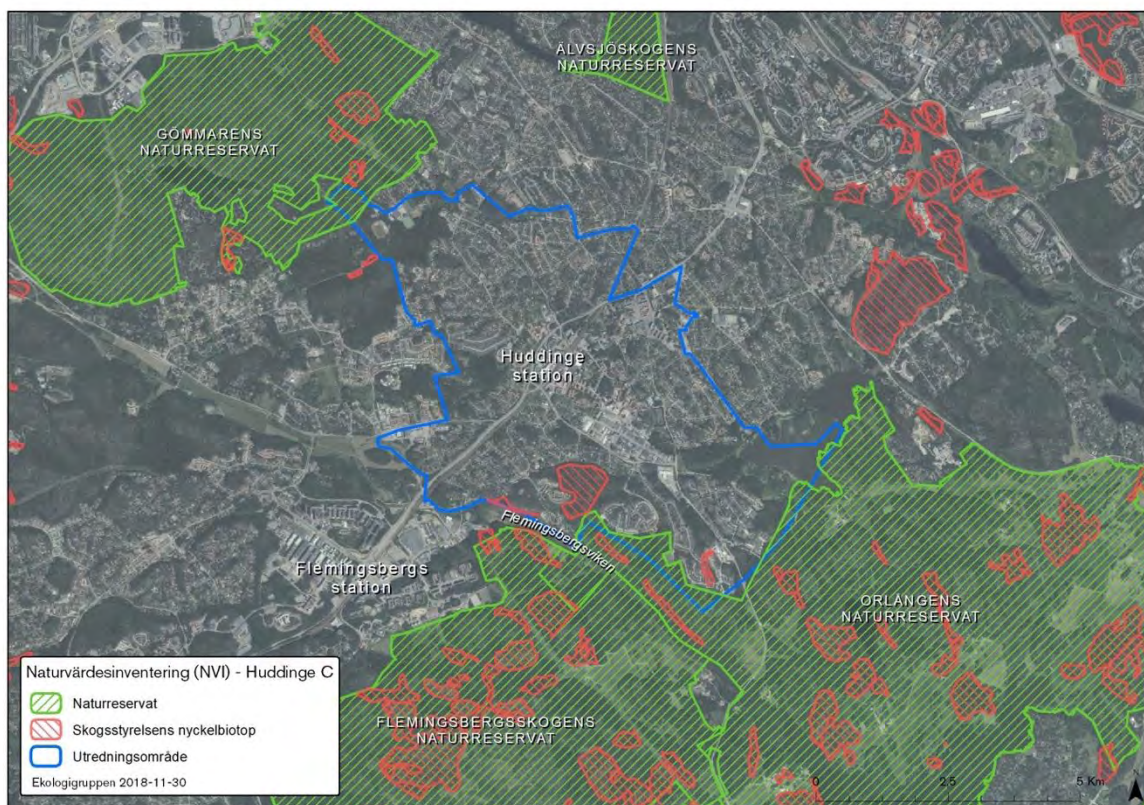 ÄLVSJÖSKOGENS
NATURRESERVAT
GÖMMARENS
NATURRESERVAT
Huddinge
station
Flemingsbergsviken
Flemingsbergs
station
ORLÅNGENS
NATURRESERVAT
FLEMINGSBERGSSKOGENS
NATURRESERVAT
Naturvärdesinventering (NVI) - Huddinge C
Naturreservat
Skogsstyrelsens nyckelbiotop
Utredningsområde
Ekologigruppen 2018-11-30
0 2,5 5 Km
N